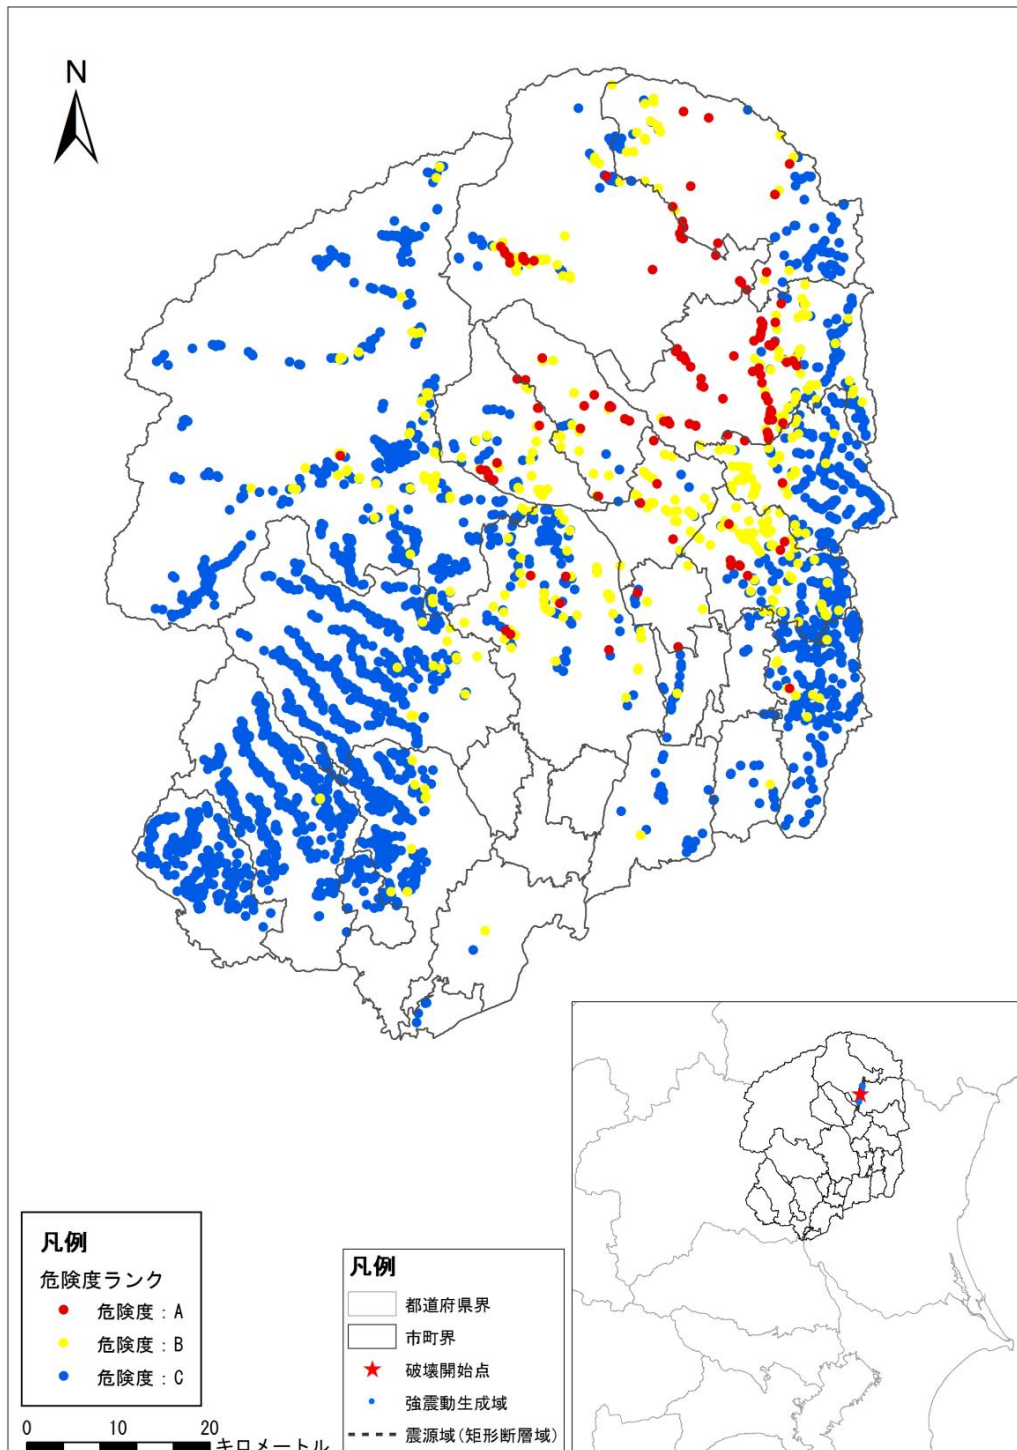 N
凡例
危険度ランク
危険度：A
危険度：B
危険度：C
0 10 20
キロメートル
凡例
都道府県界
市町界
破壊開始点
強震動生成域
震源域(矩形断層域)